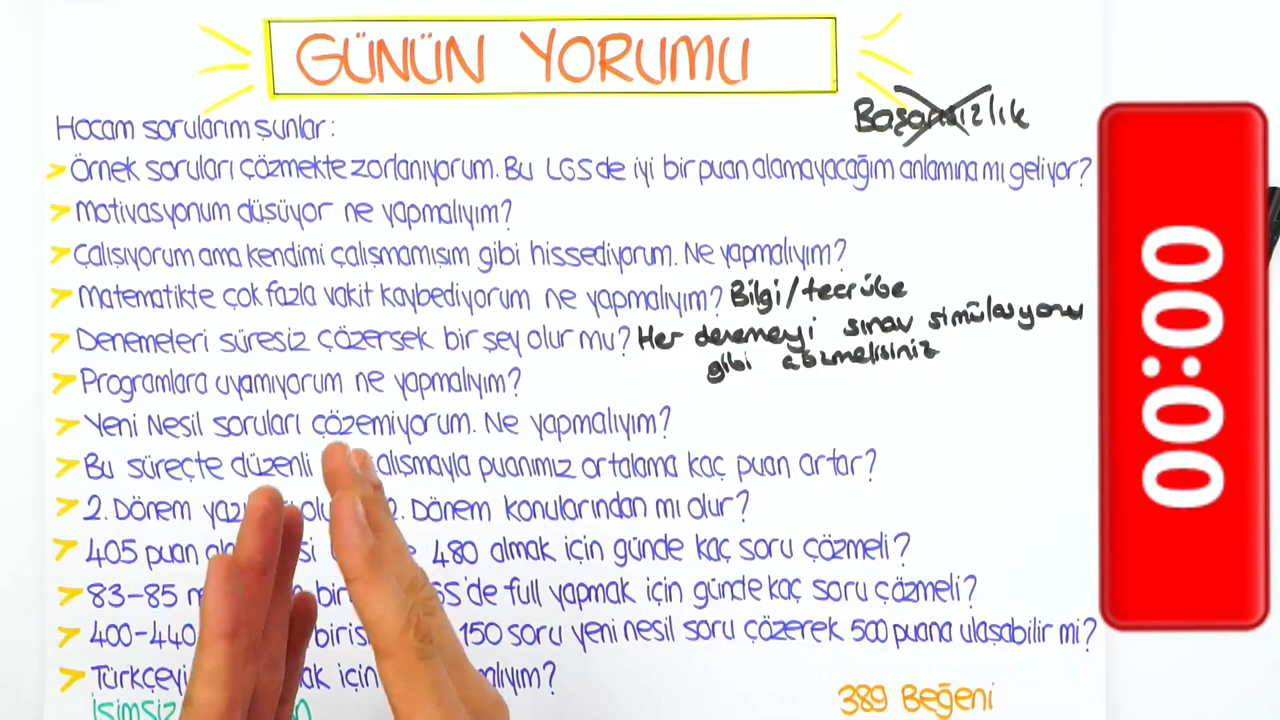 GÜNÜN YORUMU
Başarısızlık
Hocam sorularım şunlar:
➤ Örnek soruları çözmekte zorlanıyorum. Bu LGS de iyi bir puan alamayacağım anlamına mı geliyor?
➤ Motivasyonum düşüyor ne yapmalıyım?
➤ Çalışıyorum ama kendimi çalışmamışım gibi hissediyorum. Ne yapmalıyım?
➤ Matematikte çok fazla vakit kaybediyorum ne yapmalıyım? Bilgi/tecrübe
➤ Denemeleri süresiz çözersek bir şey olur mu? Her denemeyi sınav simülasyonu
gibi çözmelisiniz
➤ Programlara uyamıyorum ne yapmalıyım?
➤ Yeni Nesil soruları çözemiyorum. Ne yapmalıyım?
➤ Bu süreçte düzenli alışmayla puanımız ortalama kaç puan artar?
➤ 2. Dönem 2. Dönem konularından mı olur?
➤ 405 puan 480 almak için günde kaç soru çözmeli?
➤ 83-85 bir de full yapmak için günde kaç soru çözmeli?
➤ 400-440 biris 150 soru yeni nesil soru çözerek 500 puana ulaşabilir mi?
➤ Türkçeyi için
İsimsiz
389 Beğeni
00:00